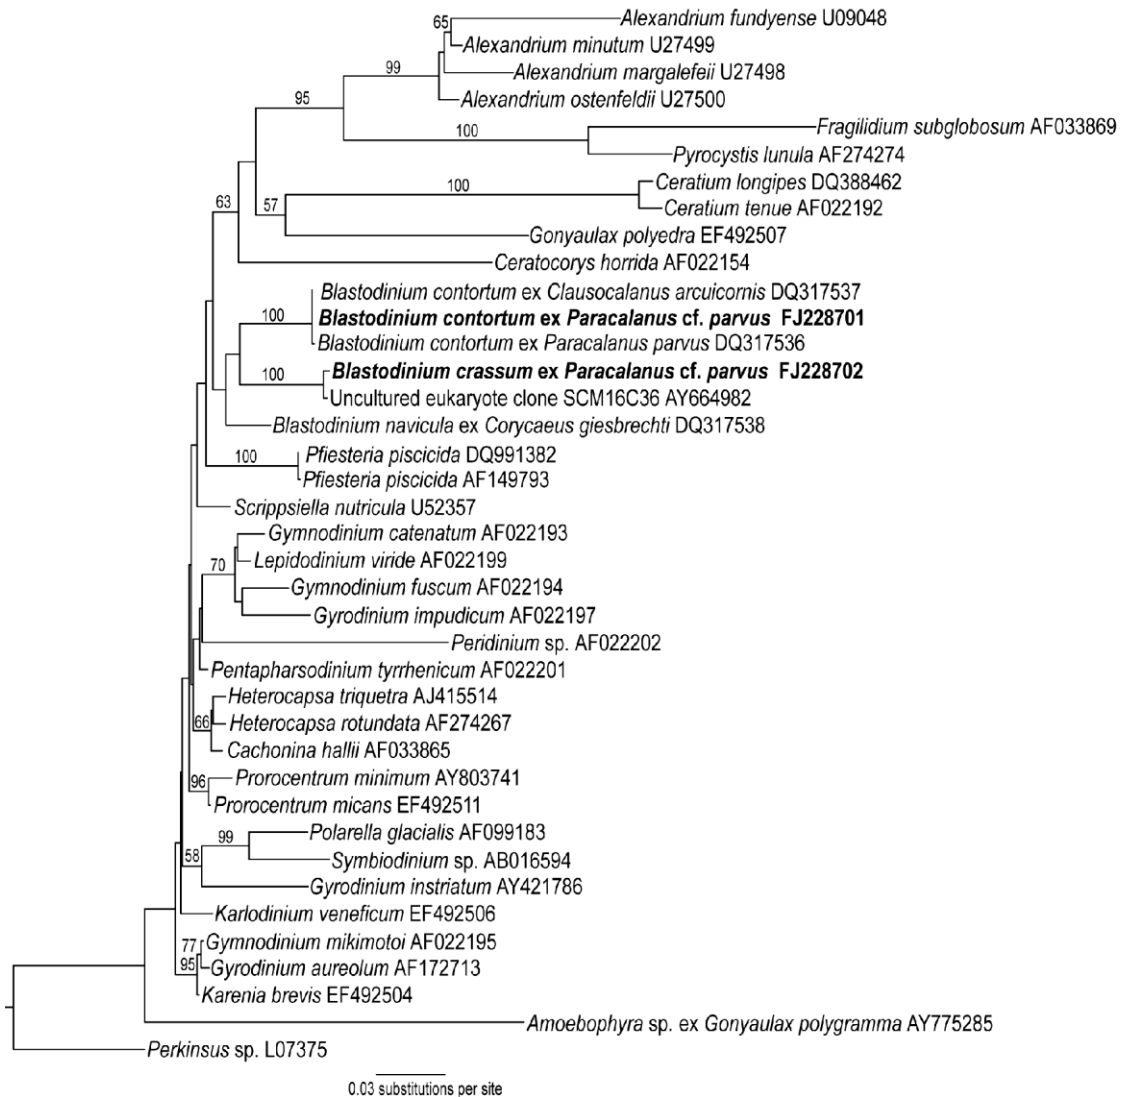 65
Alexandrium fundyense U09048
Alexandrium minutum U27499
99
Alexandrium margalefeii U27498
95
Alexandrium ostenfeldii U27500
100
Fragilidium subglobosum AF033869
Pyrocystis lunula AF274274
100
Ceratium longipes DQ388462
63
57
Ceratium tenue AF022192
Gonyaulax polyedra EF492507
Ceratocorys horrida AF022154
Blastodinium contortum ex Clausocalanus arcuicornis DQ317537
100
Blastodinium contortum ex Paracalanus cf. parvus FJ228701
Blastodinium contortum ex Paracalanus parvus DQ317536
100
Blastodinium crassum ex Paracalanus cf. parvus FJ228702
Uncultured eukaryote clone SCM16C36 AY664982
Blastodinium navicula ex Corycaeus giesbrechti DQ317538
100
Pfiesteria piscicida DQ991382
Pfiesteria piscicida AF149793
Scrippsiella nutricula U52357
Gymnodinium catenatum AF022193
70
Lepidodinium viride AF022199
Gymnodinium fuscum AF022194
Gyrodinium impudicum AF022197
Peridinium sp. AF022202
Pentapharsodinium tyrrhenicum AF022201
Heterocapsa triquetra AJ415514
66
Heterocapsa rotundata AF274267
Cachonina hallii AF033865
96
Prorocentrum minimum AY803741
Prorocentrum micans EF492511
99
Polarella glacialis AF099183
58
Symbiodinium sp. AB016594
Gyrodinium instriatum AY421786
Karlodinium veneficum EF492506
77
Gymnodinium mikimotoi AF022195
95
Gyrodinium aureolum AF172713
Karenia brevis EF492504
Amoebophyra sp. ex Gonyaulax polygramma AY775285
Perkinsus sp. L07375
0.03 substitutions per site